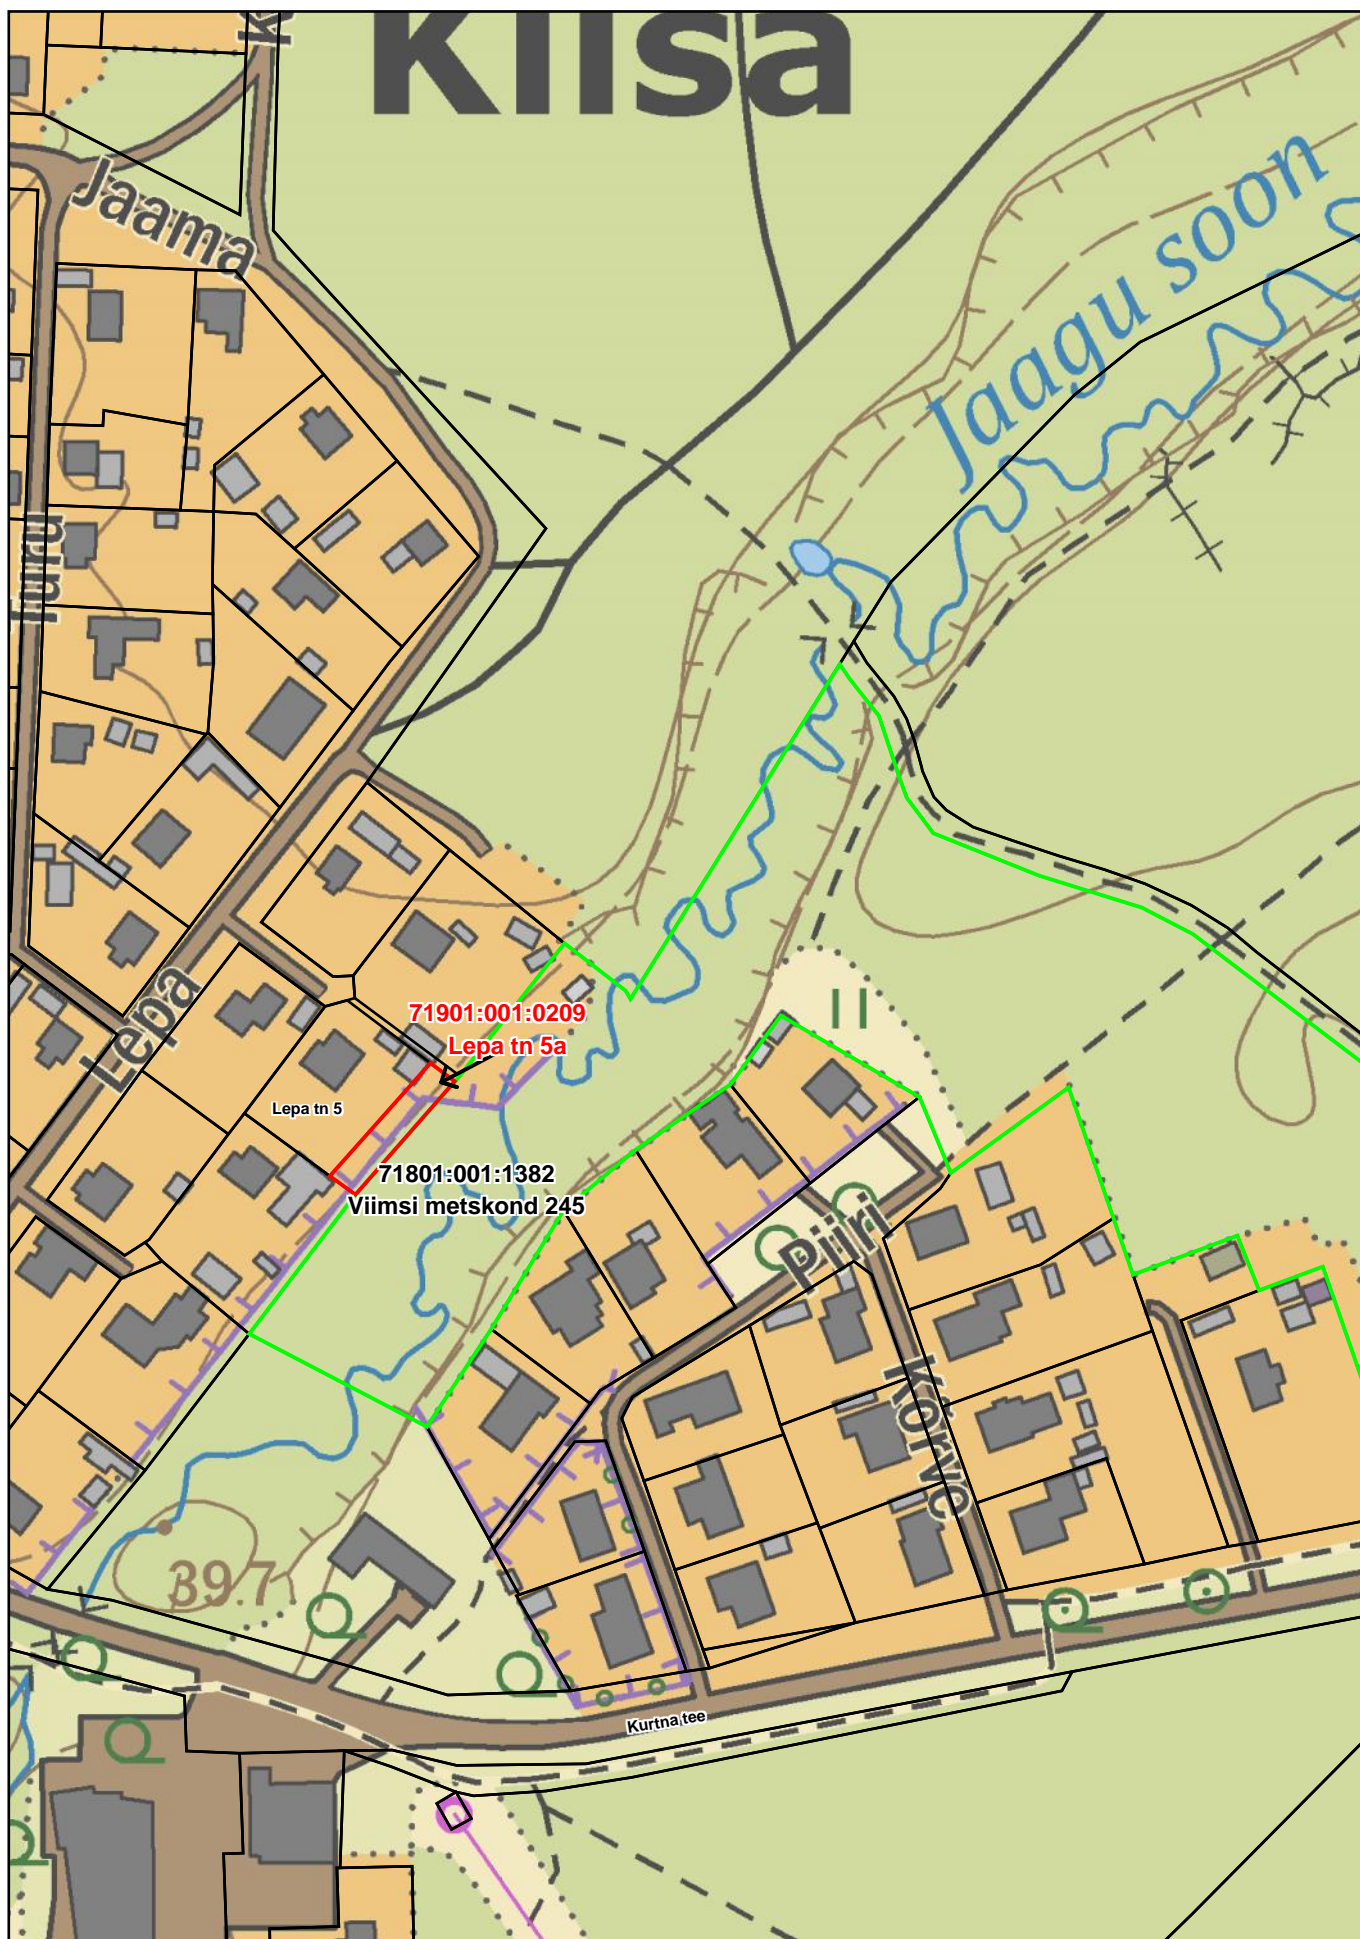 Kiisa
Jaama
Jaagu soon
Turu
Lepa
71901:001:0209
Lepa tn 5a
Lepa tn 5
71801:001:1382
Viimsi metskond 245
Piiri
Kõrve
39.7
Kurtna tee